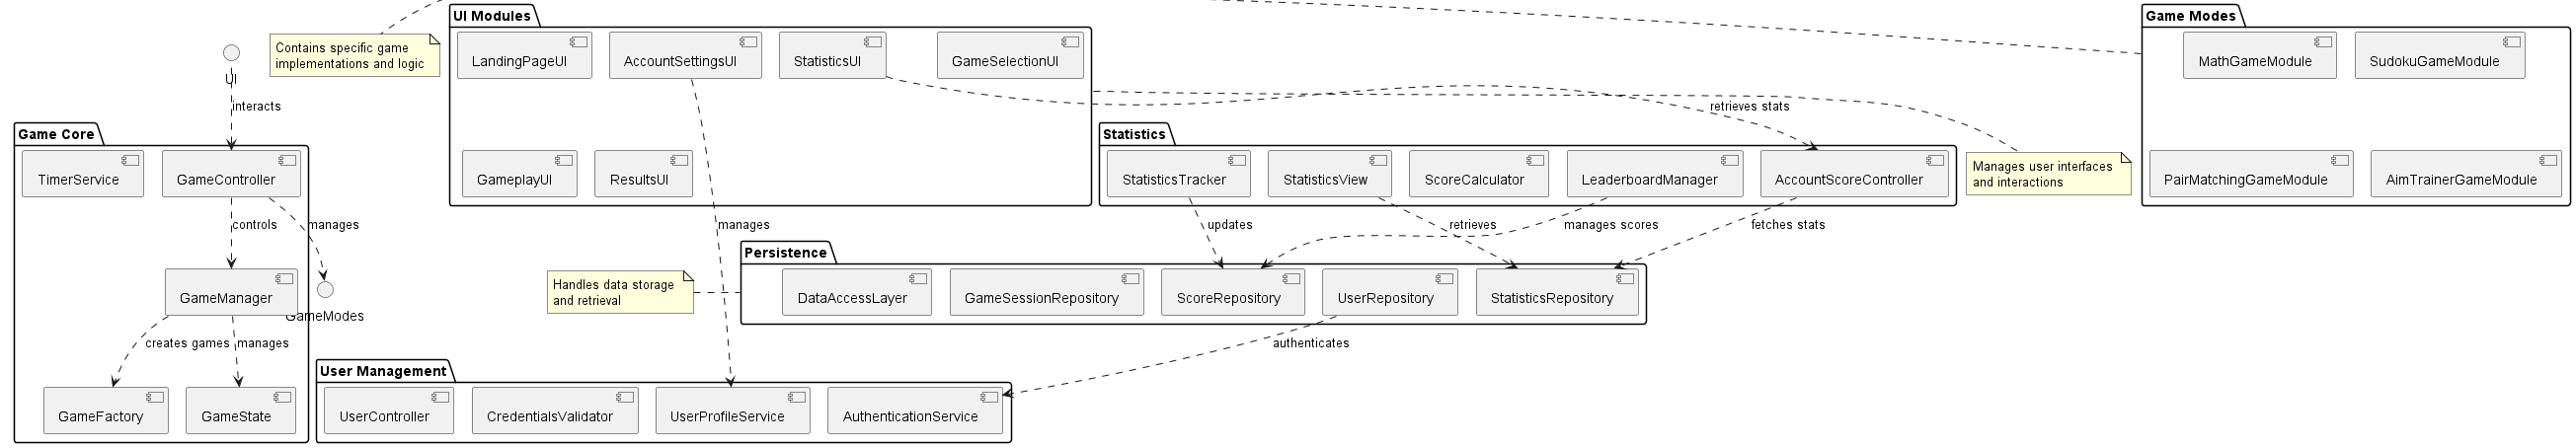 UI Modules
Game Modes
LandingPageUI
AccountSettingsUI
StatisticsUI
GameSelectionUI
MathGameModule
SudokuGameModule
Contains specific game
implementations and logic
UI
interacts
retrieves stats
Game Core
Statistics
TimerService
GameController
GameplayUI
ResultsUI
StatisticsTracker
StatisticsView
ScoreCalculator
LeaderboardManager
AccountScoreController
Manages user interfaces
and interactions
PairMatchingGameModule
AimTrainerGameModule
controls
manages
manages
updates
retrieves
manages scores
fetches stats
Persistence
GameManager
GameModes
Handles data storage
and retrieval
DataAccessLayer
GameSessionRepository
ScoreRepository
UserRepository
StatisticsRepository
creates games
manages
authenticates
User Management
GameFactory
GameState
UserController
CredentialsValidator
UserProfileService
AuthenticationService